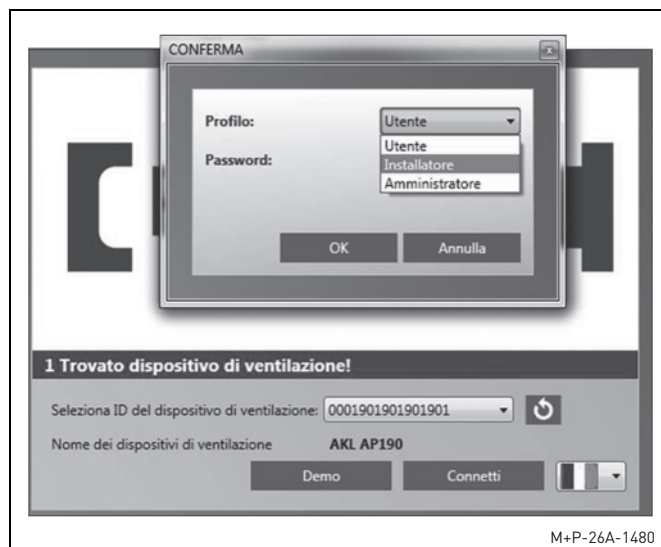 CONFERMA
Profilo:
Utente
Utente
Password:
Installatore
Amministratore
OK
Annulla
1 Trovato dispositivo di ventilazione!
Seleziona ID del dispositivo di ventilazione:
0001901901901901
Nome dei dispositivi di ventilazione
AKL AP190
Demo
Connetti
M+P-26A-1480